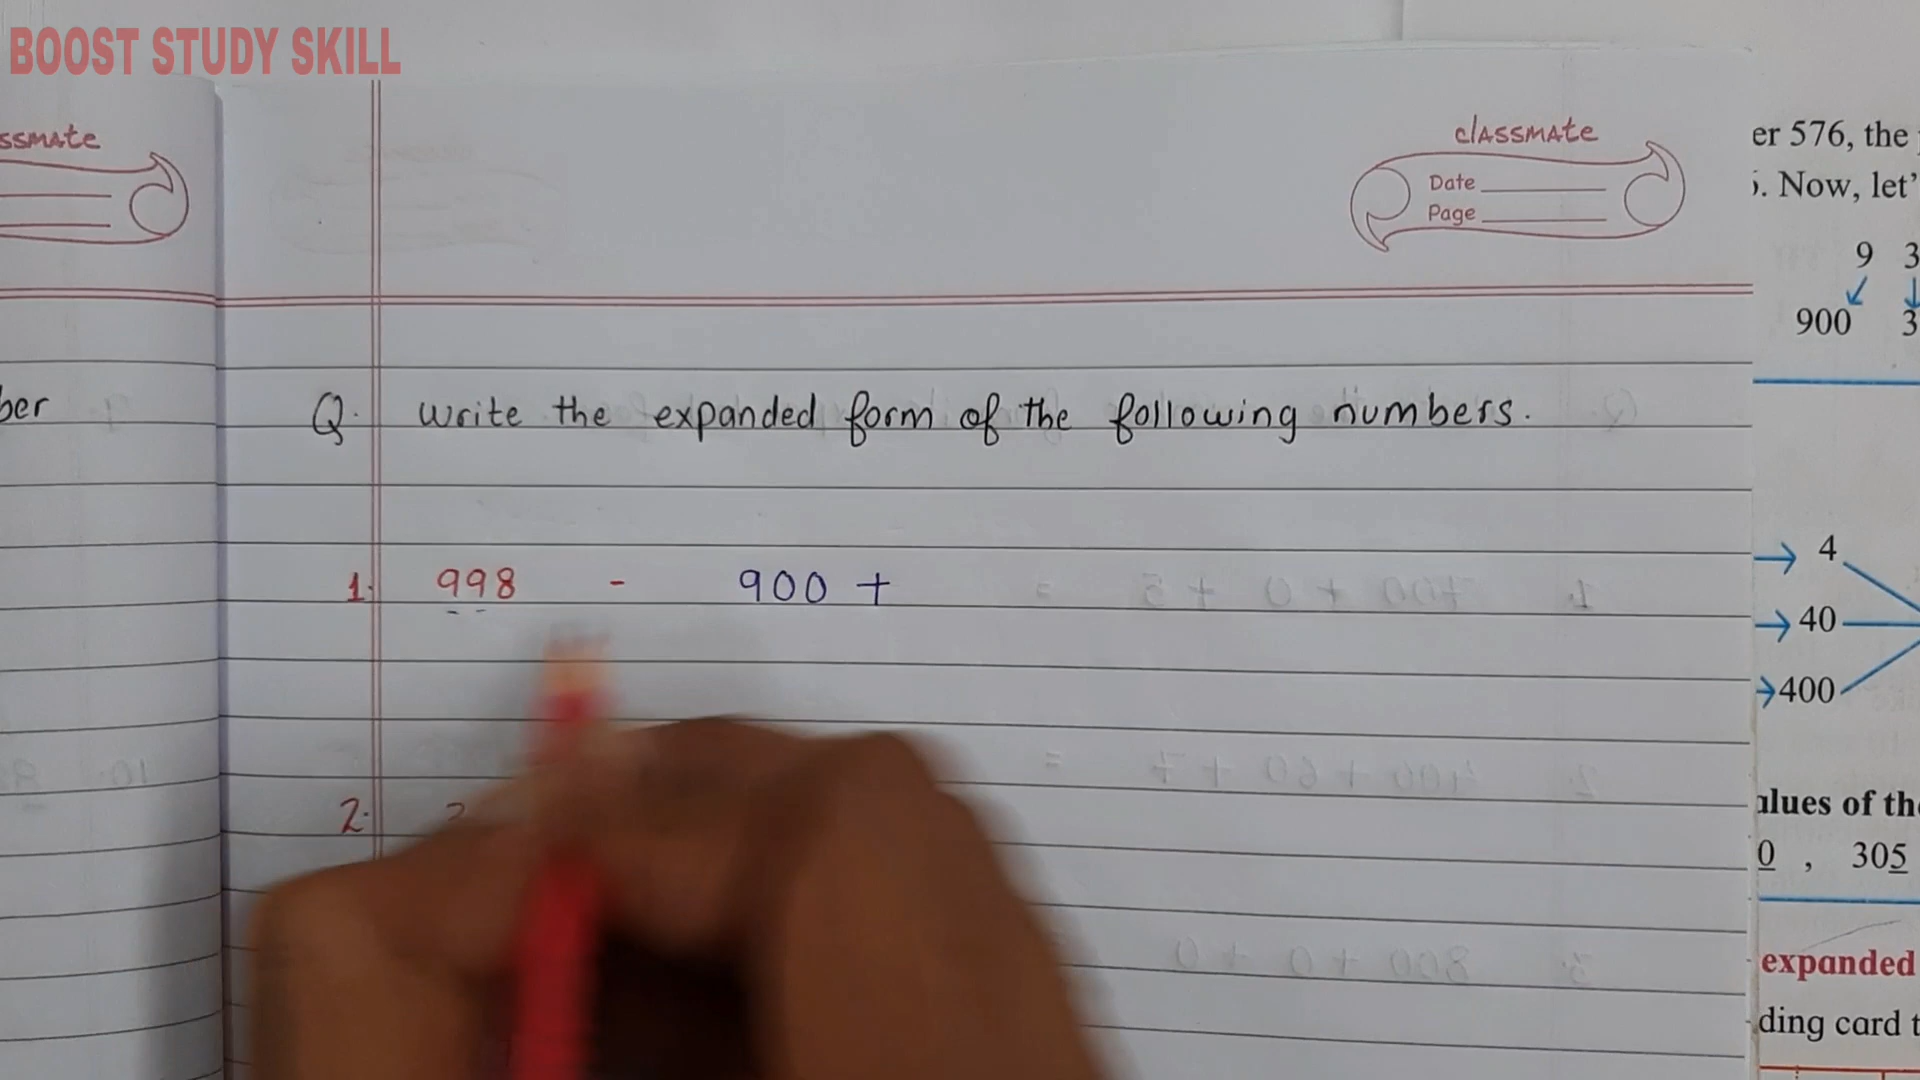 BOOST STUDY SKILL
ssmate
classmate
Date
Page
er 576, the
5. Now, let'
9 3
900 3
ber
Q. Write the expanded form of the following numbers.
1. 998 - 900 +
4
40
400
2.
alues of the
0 , 305
expanded
ding card t